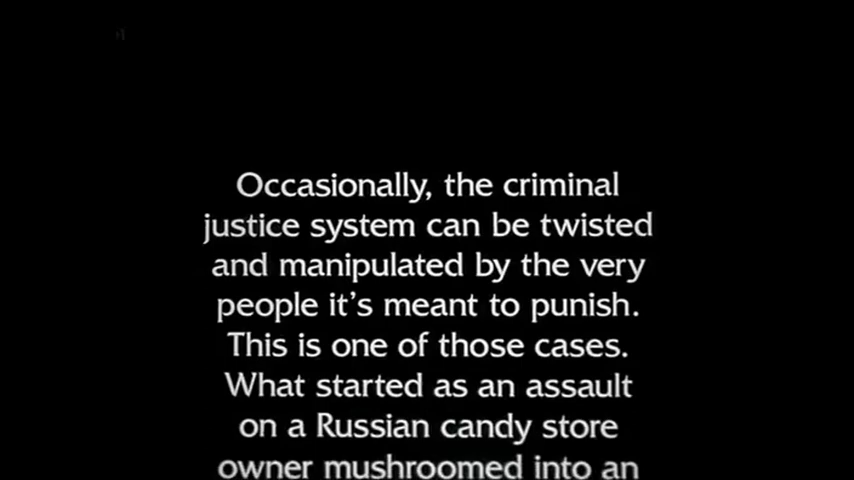 Occasionally, the criminal
justice system can be twisted
and manipulated by the very
people it's meant to punish.
This is one of those cases.
What started as an assault
on a Russian candy store
owner mushroomed into an